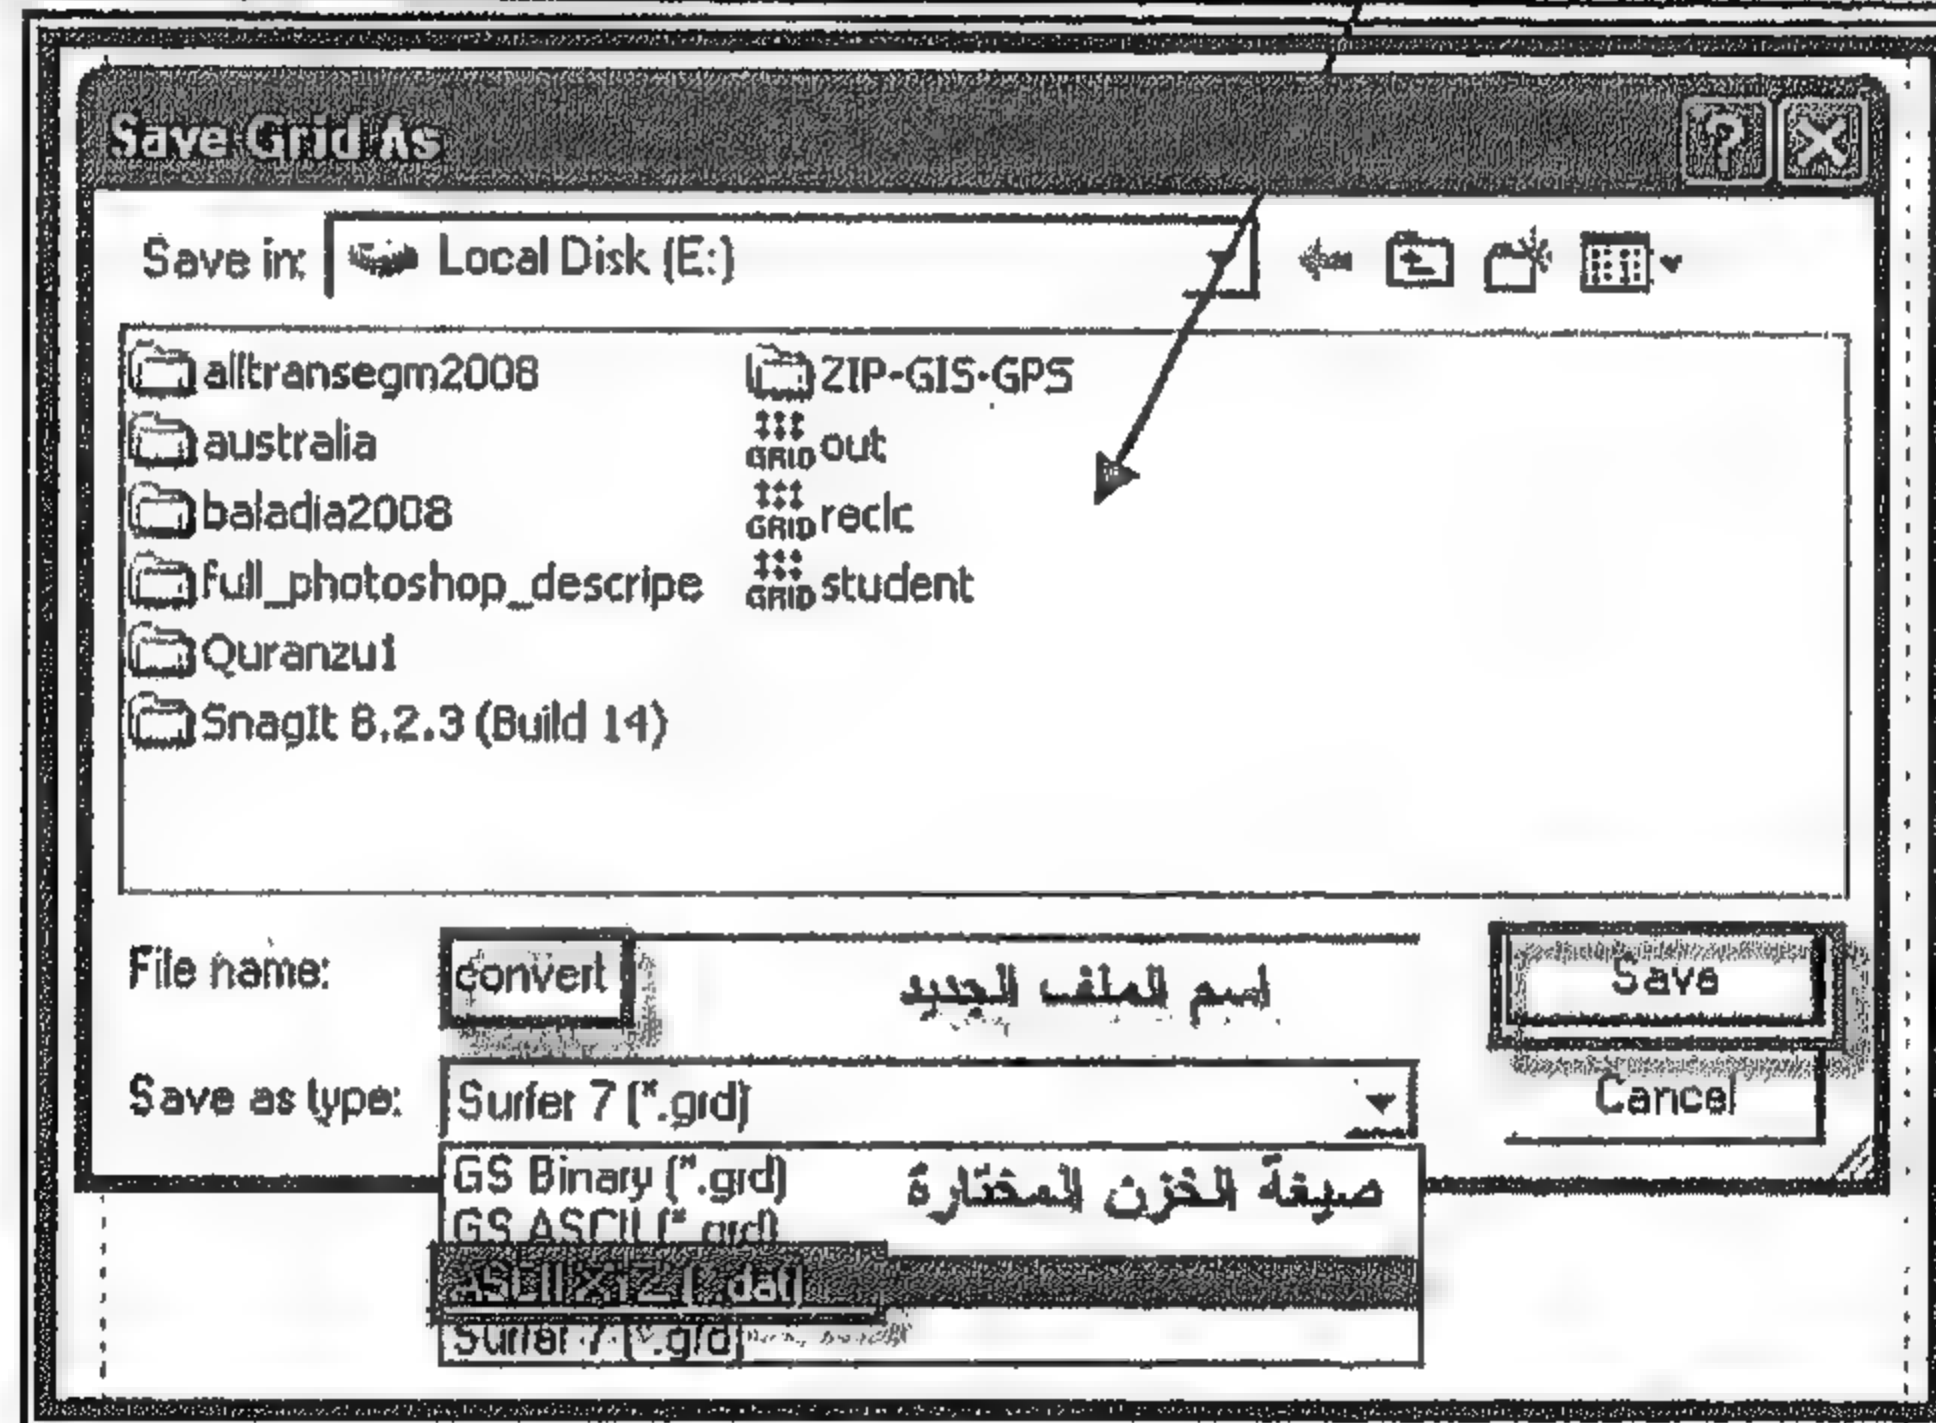 Save Grid As
Save in: Local Disk (E:)
alltransegm2008
australia
baladia2008
full_photoshop_descripe
Quranzu1
SnagIt 8.2.3 (Build 14)
ZIP-GIS-GPS
GRID out
GRID reclc
GRID student
File name: convert اسم الملف الجديد Save
Save as type: Surfer 7 (*.grd) Cancel
GS Binary (*.grd) صيغة الخزن المختارة
GS ASCII (*.grd)
ASCII XYZ (*.dat)
Surfer 7 (*.grd)